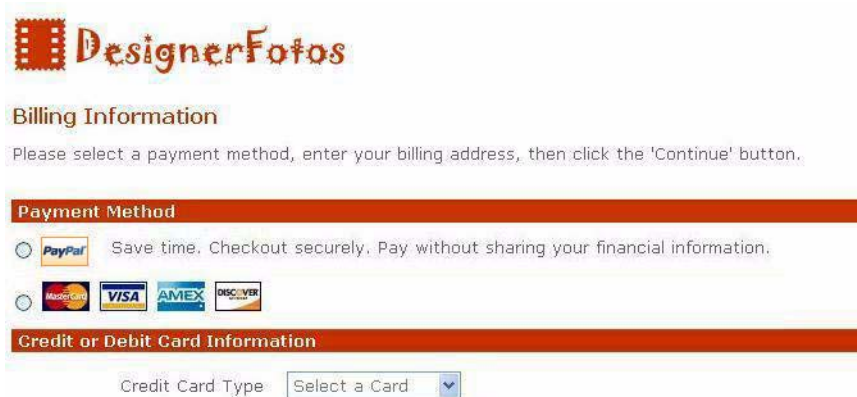 DesignerFotos
Billing Information
Please select a payment method, enter your billing address, then click the 'Continue' button.
Payment Method
PayPal Save time. Checkout securely. Pay without sharing your financial information.
MasterCard VISA AMEX DISCOVER
Credit or Debit Card Information
Credit Card Type Select a Card